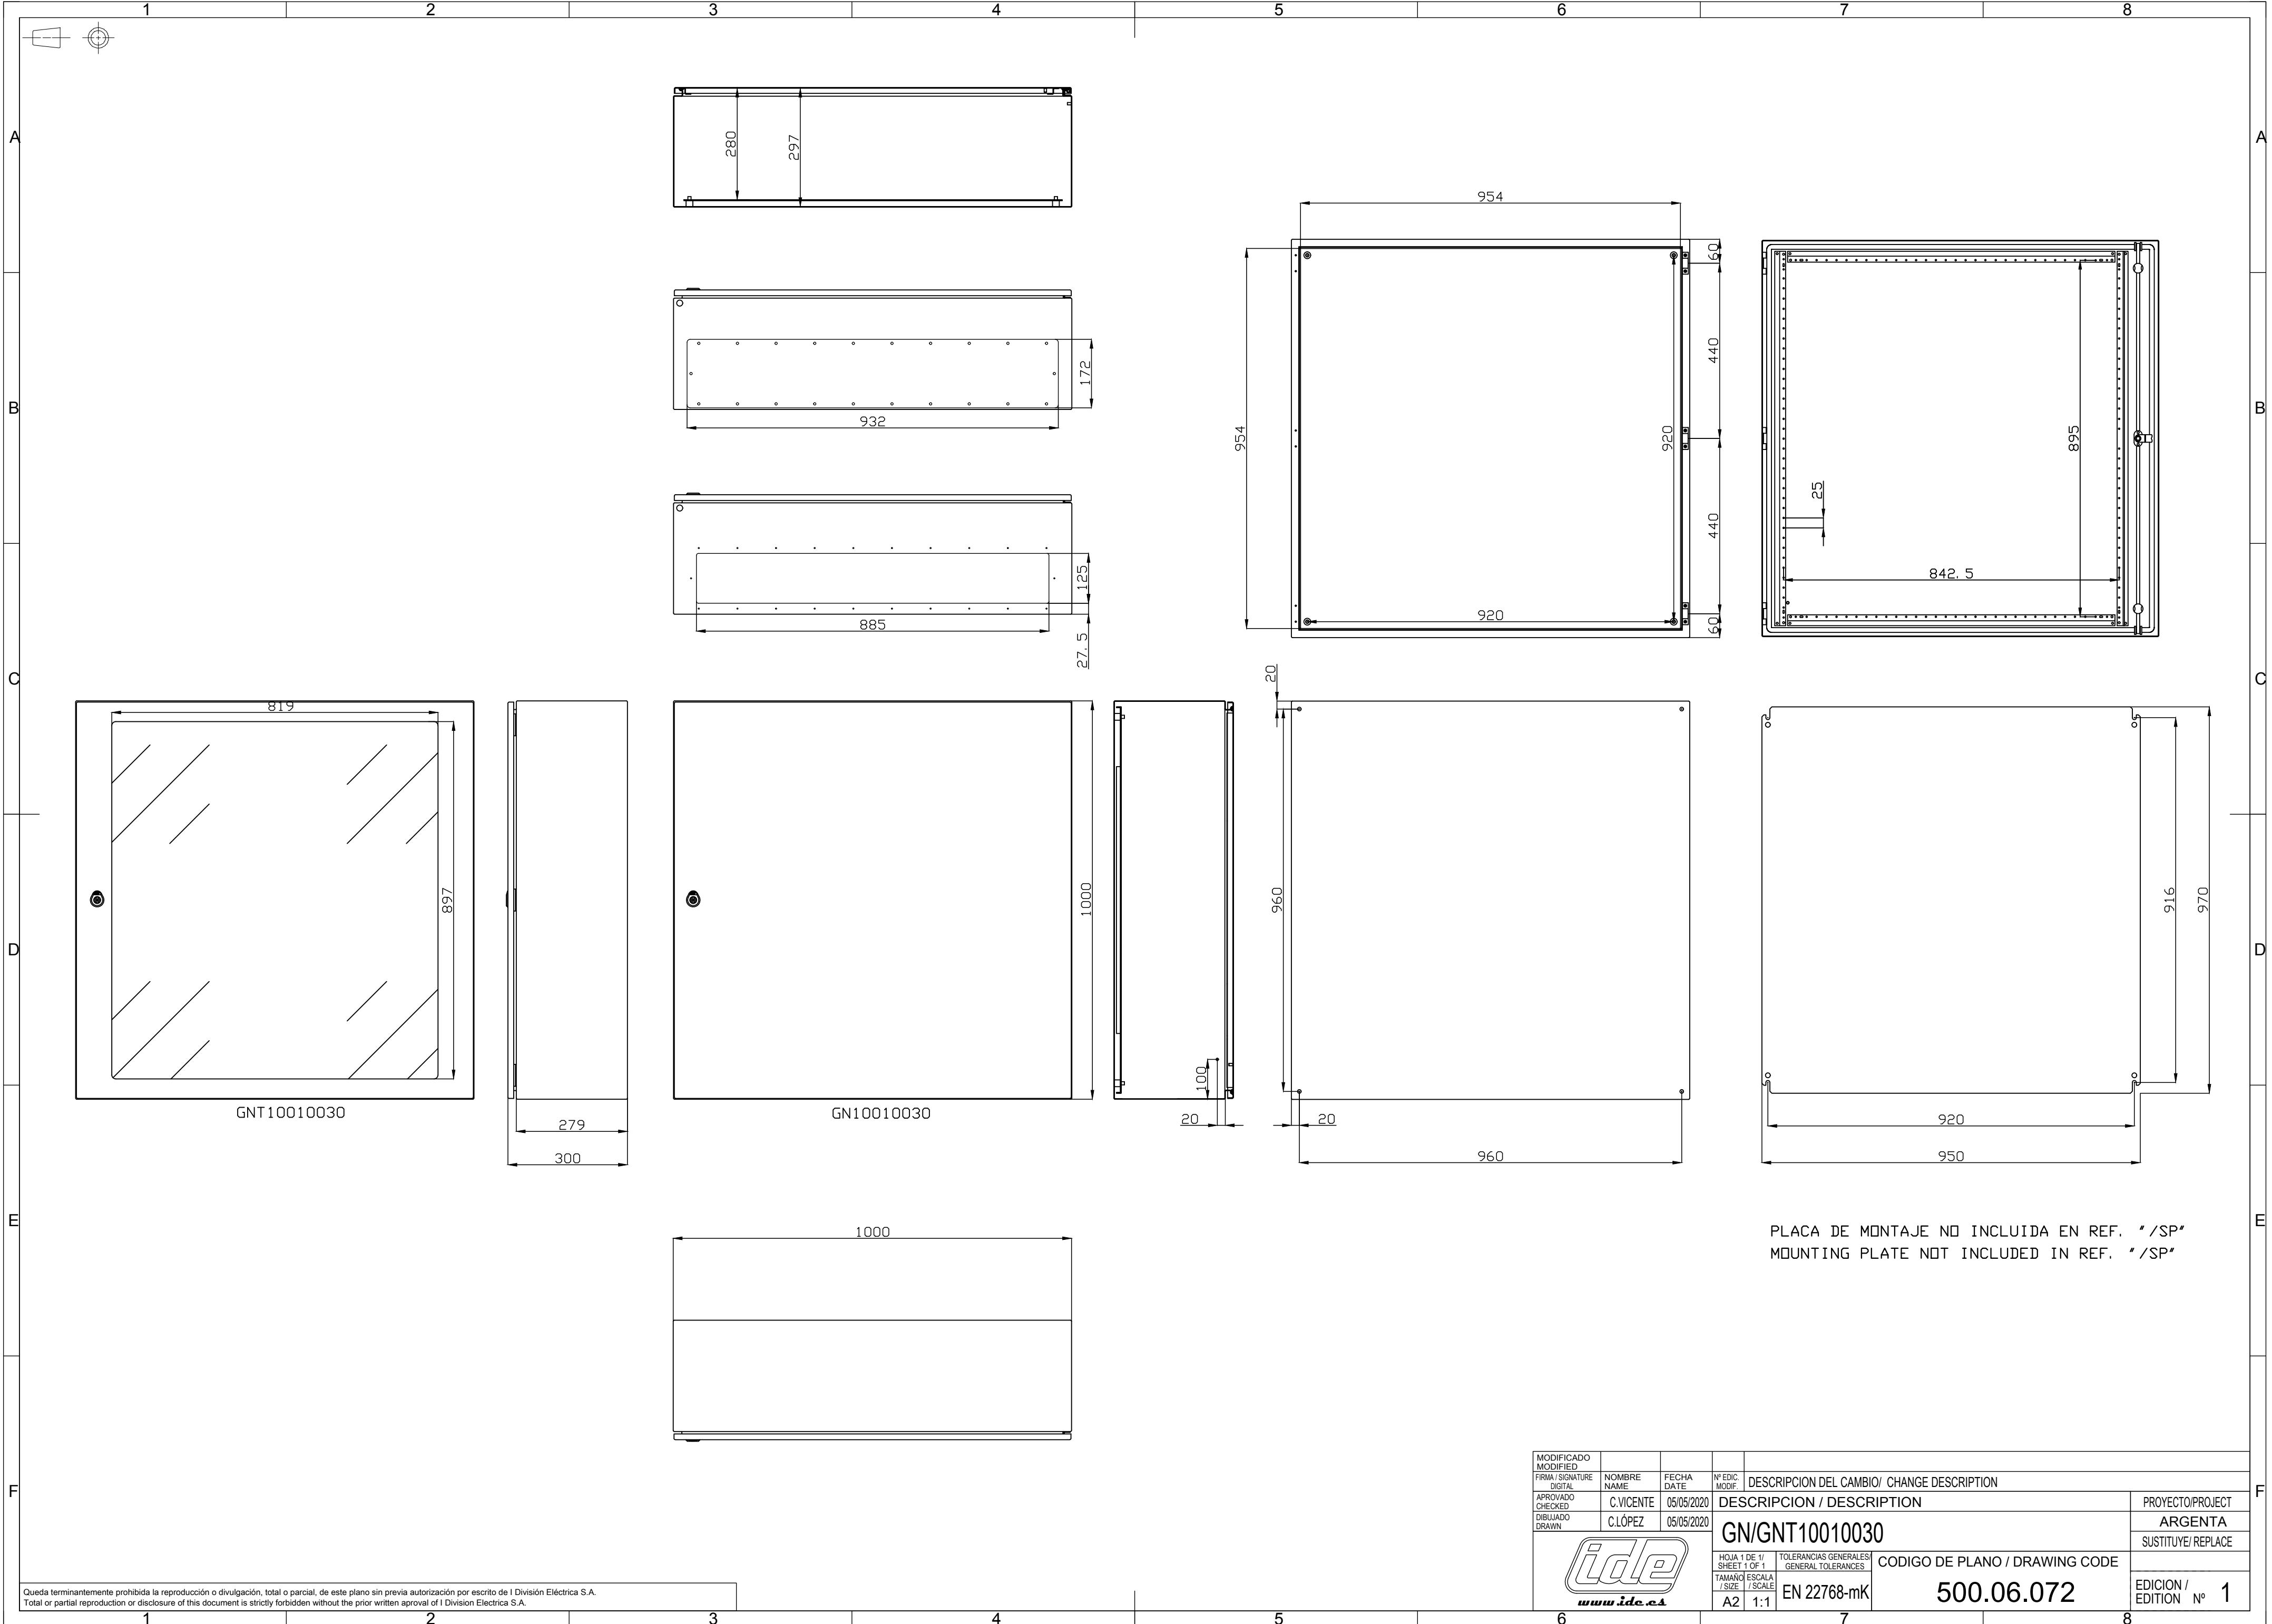 1 2 3 4 5 6 7 8
A A
B B
C C
D D
E E
F F
280
297
172
932
125
885
27. 5
954
60
954
920
440
440
920
60
895
25
842. 5
819
897
GNT10010030
279
300
1000
GN10010030
100
20
20
960
20
960
916
970
920
950
1000
PLACA DE MONTAJE NO INCLUIDA EN REF. "/SP"
MOUNTING PLATE NOT INCLUDED IN REF. "/SP"
MODIFICADO
MODIFIED
FIRMA / SIGNATURE
DIGITAL
NOMBRE
NAME
FECHA
DATE
Nº EDIC.
MODIF.
DESCRIPCION DEL CAMBIO/ CHANGE DESCRIPTION
APROVADO
CHECKED
C.VICENTE
05/05/2020
DESCRIPCION / DESCRIPTION
PROYECTO/PROJECT
DIBUJADO
DRAWN
C.LÓPEZ
05/05/2020
GN/GNT10010030
ARGENTA
SUSTITUYE/ REPLACE
ide
www.ide.es
HOJA 1 DE 1/
SHEET 1 OF 1
TOLERANCIAS GENERALES/
GENERAL TOLERANCES
CODIGO DE PLANO / DRAWING CODE
TAMAÑO
/ SIZE
ESCALA
/ SCALE
A2
1:1
EN 22768-mK
500.06.072
EDICION /
EDITION Nº 1
Queda terminantemente prohibida la reproducción o divulgación, total o parcial, de este plano sin previa autorización por escrito de I División Eléctrica S.A.
Total or partial reproduction or disclosure of this document is strictly forbidden without the prior written aproval of I Division Electrica S.A.
1 2 3 4 5 6 7 8